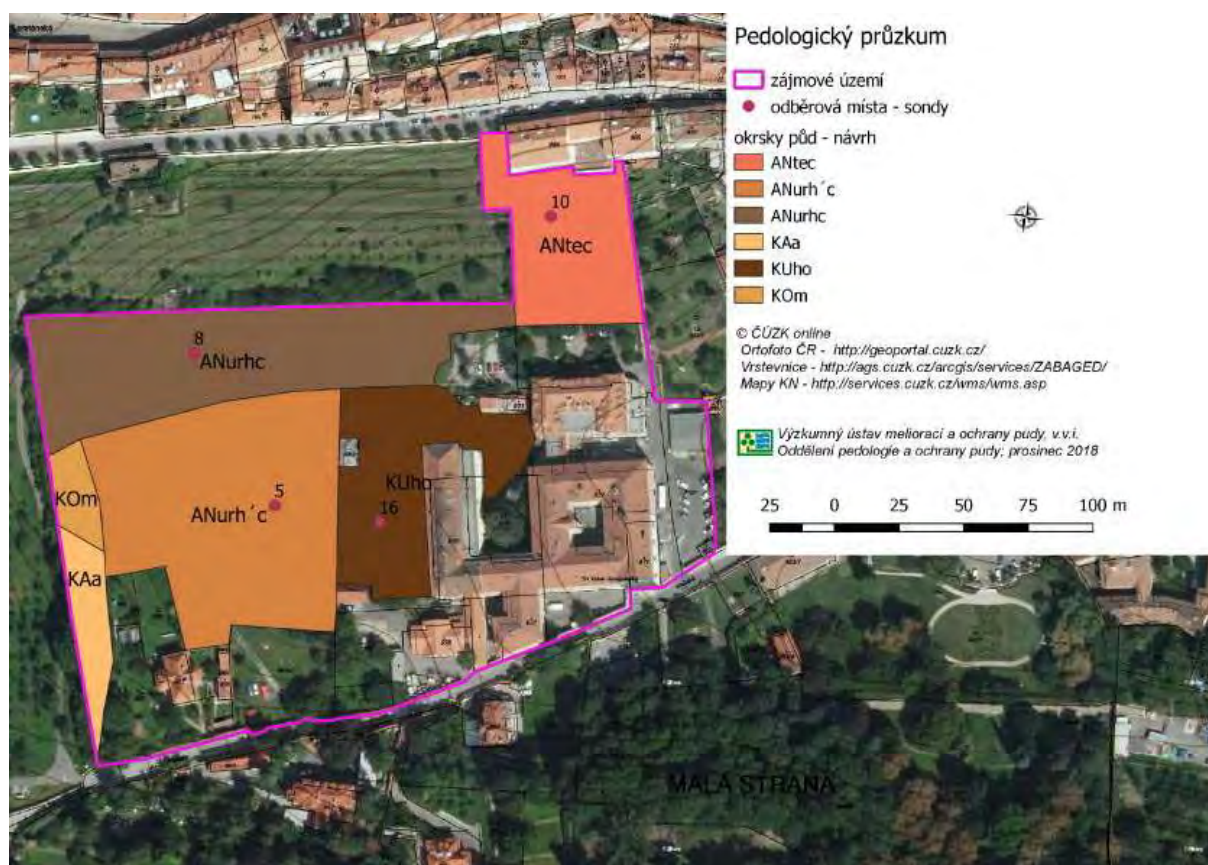 Pedologický průzkum
zájmové území
odběrová místa - sondy
okrsky půd - návrh
ANtec
ANurh´c
ANurhc
KAa
KUho
KOm
© ČÚZK online
Ortofoto ČR - http://geoportal.cuzk.cz/
Vrstevnice - http://ags.cuzk.cz/arcgis/services/ZABAGED/
Mapy KN - http://services.cuzk.cz/wms/wms.asp
Výzkumný ústav meliorací a ochrany pudy, v.v.i.
Oddělení pedologie a ochrany pudy; prosinec 2018
25 0 25 50 75 100 m
10
ANtec
8
ANurhc
KOm
5
ANurh´c
KUho
16
KAa
MALÁ STRANA